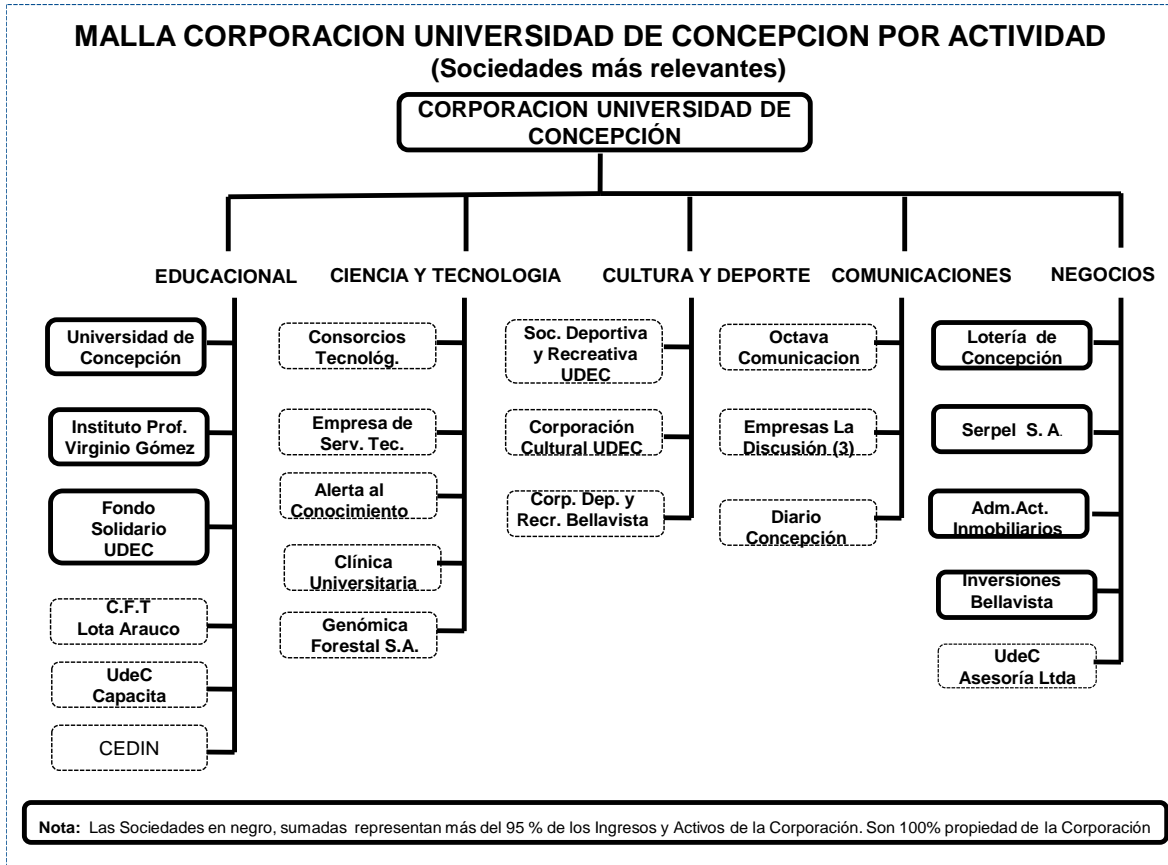 MALLA CORPORACION UNIVERSIDAD DE CONCEPCION POR ACTIVIDAD
(Sociedades más relevantes)
CORPORACION UNIVERSIDAD DE
CONCEPCIÓN
EDUCACIONAL
Universidad de
Concepción
Instituto Prof.
Virginio Gómez
Fondo
Solidario
UDEC
C.F.T
Lota Arauco
UdeC
Capacita
CEDIN
CIENCIA Y TECNOLOGIA
Consorcios
Tecnológ.
Empresa de
Serv. Tec.
Alerta al
Conocimiento
Clínica
Universitaria
Genómica
Forestal S.A.
CULTURA Y DEPORTE
Soc. Deportiva
y Recreativa
UDEC
Corporación
Cultural UDEC
Corp. Dep. y
Recr. Bellavista
COMUNICACIONES
Octava
Comunicacion
Empresas La
Discusión (3)
Diario
Concepción
NEGOCIOS
Lotería de
Concepción
Serpel S. A.
Adm.Act.
Inmobiliarios
Inversiones
Bellavista
UdeC
Asesoría Ltda
Nota: Las Sociedades en negro, sumadas representan más del 95 % de los Ingresos y Activos de la Corporación. Son 100% propiedad de la Corporación